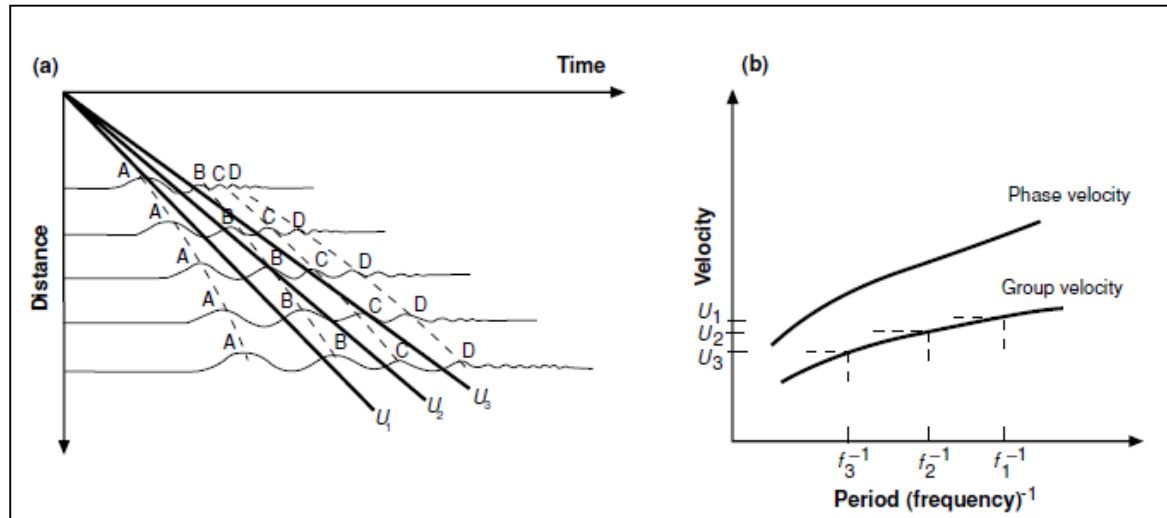 (a)
Time
Distance
A B C D
A B C D
A B C D
A B C D
A B C D
U₁
U₂
U₃
(b)
Velocity
Phase velocity
Group velocity
U₁
U₂
U₃
f₃⁻¹ f₂⁻¹ f₁⁻¹
Period (frequency)⁻¹